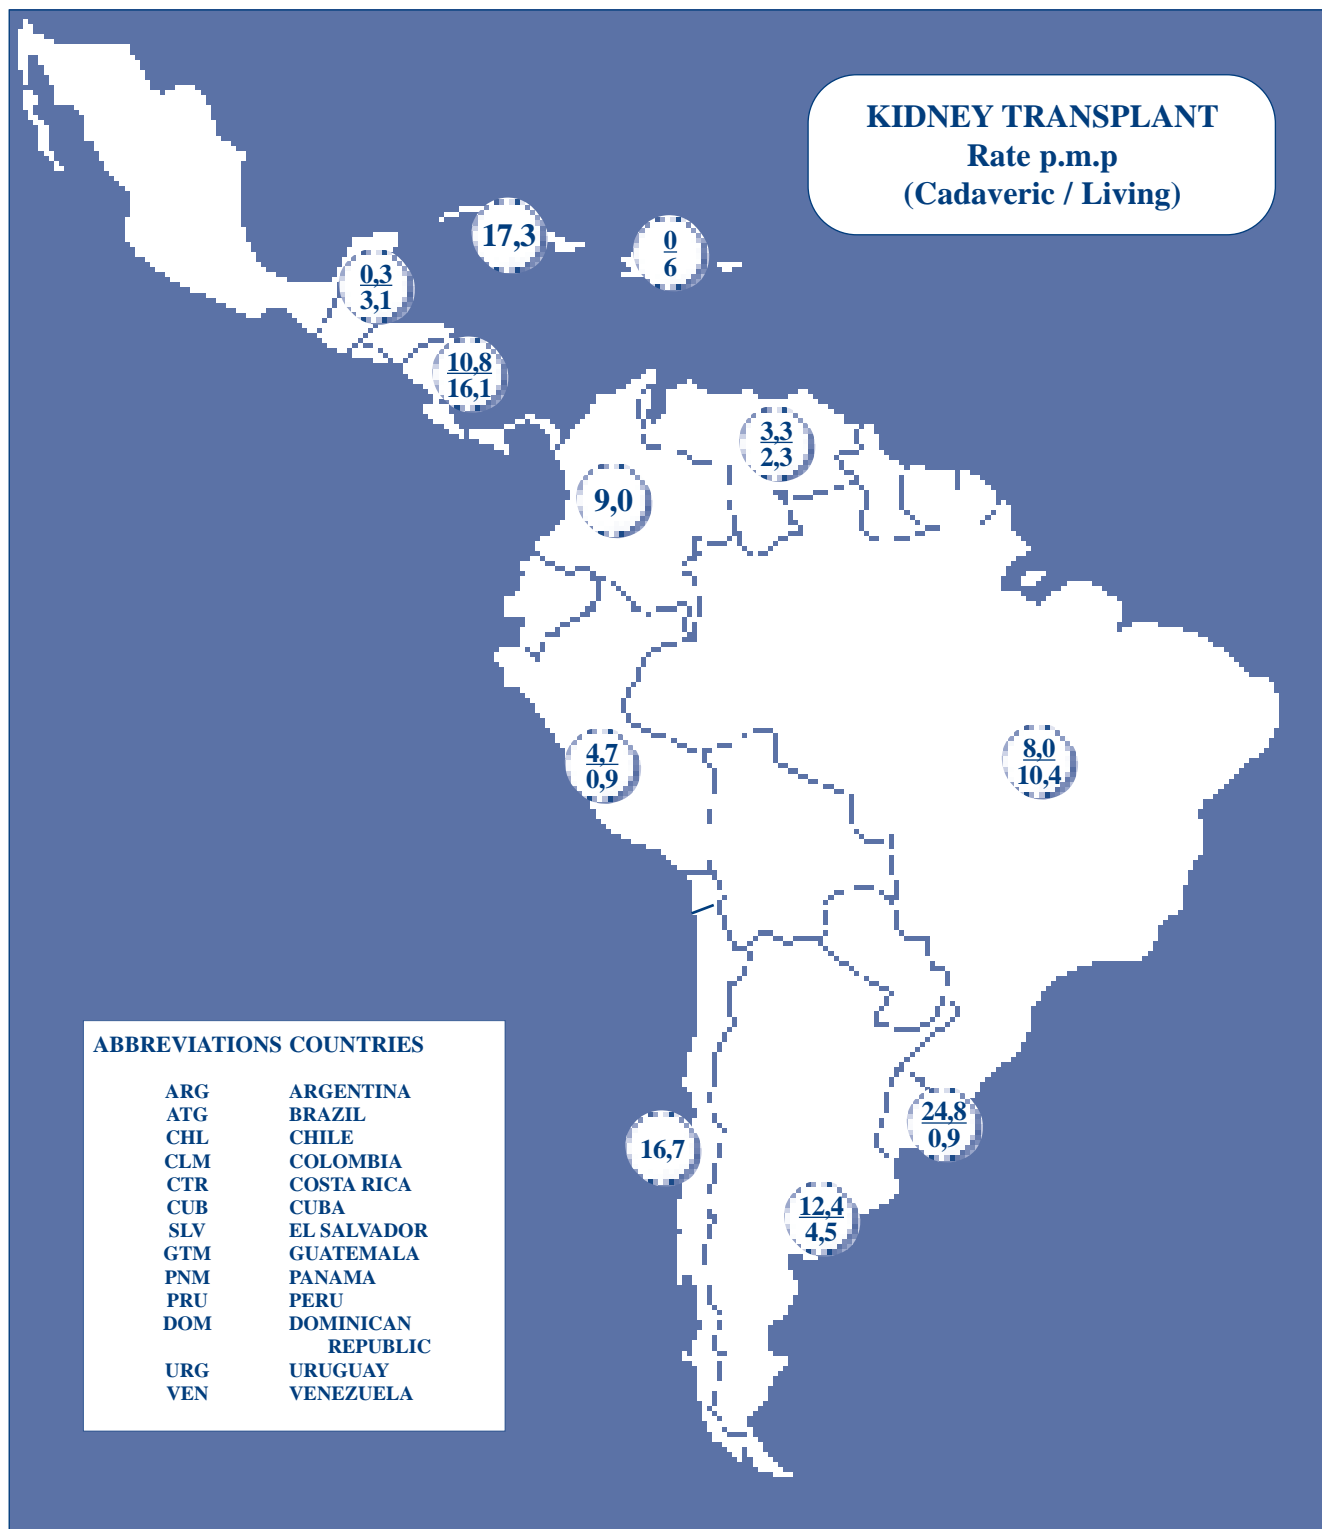 KIDNEY TRANSPLANT
Rate p.m.p
(Cadaveric / Living)
17,3
0
6
0,3
3,1
10,8
16,1
3,3
2,3
9,0
4,7
0,9
8,0
10,4
24,8
0,9
16,7
12,4
4,5
ABBREVIATIONS COUNTRIES
ARG ARGENTINA
ATG BRAZIL
CHL CHILE
CLM COLOMBIA
CTR COSTA RICA
CUB CUBA
SLV EL SALVADOR
GTM GUATEMALA
PNM PANAMA
PRU PERU
DOM DOMINICAN
REPUBLIC
URG URUGUAY
VEN VENEZUELA